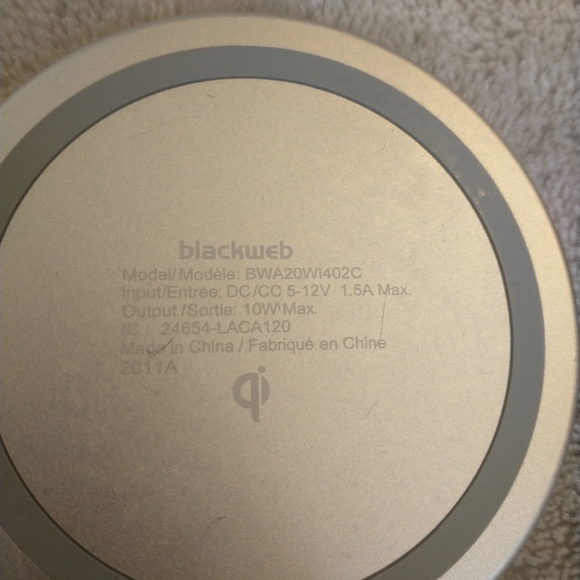 blackweb
Model/Modèle: BWA20WI402C
Input/Entrée: DC/CC 5-12V 1.5A Max.
Output/Sortie: 10W Max.
IC 24654-LACA120
Made in China / Fabriqué en Chine
2011A
qi